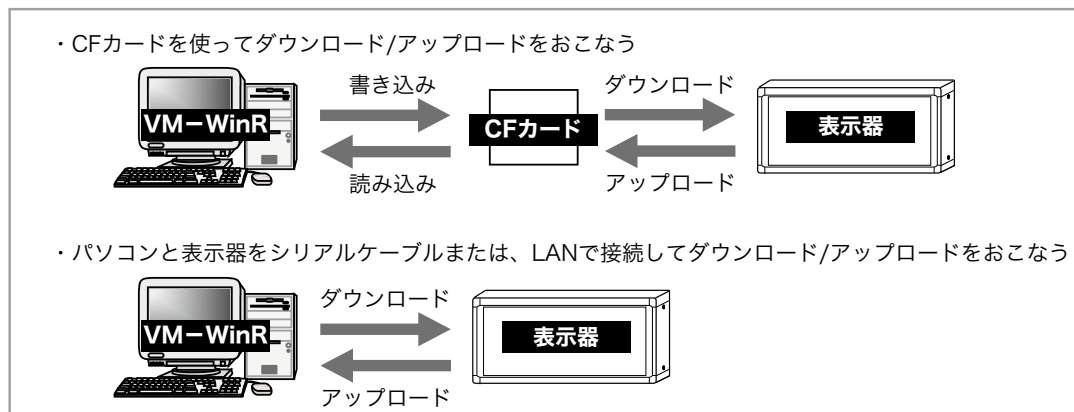 ・CFカードを使ってダウンロード/アップロードをおこなう
書き込み
ダウンロード
VM－WinR
CFカード
表示器
読み込み
アップロード
・パソコンと表示器をシリアルケーブルまたは、LANで接続してダウンロード/アップロードをおこなう
ダウンロード
VM－WinR
表示器
アップロード